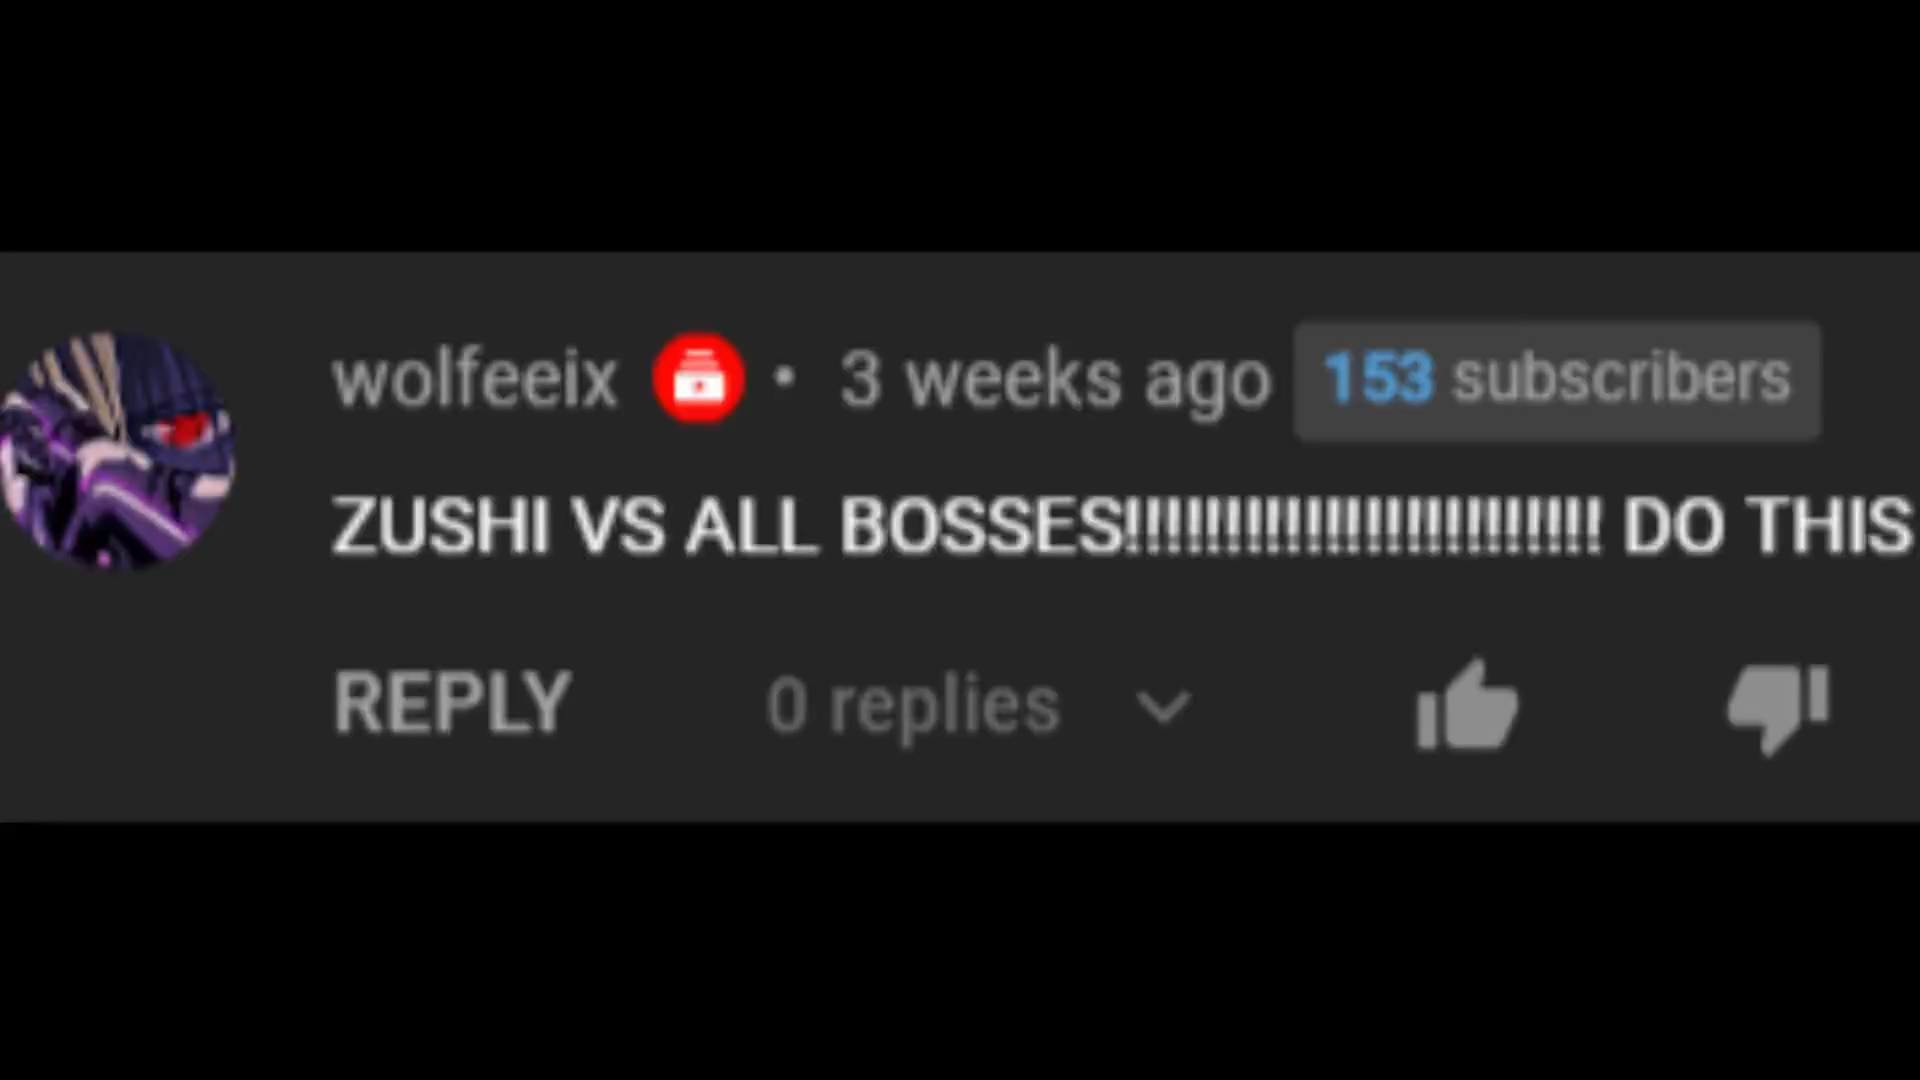 wolfeeix • 3 weeks ago 153 subscribers
ZUSHI VS ALL BOSSES!!!!!!!!!!!!!!!!!!!!!!!! DO THIS
REPLY 0 replies